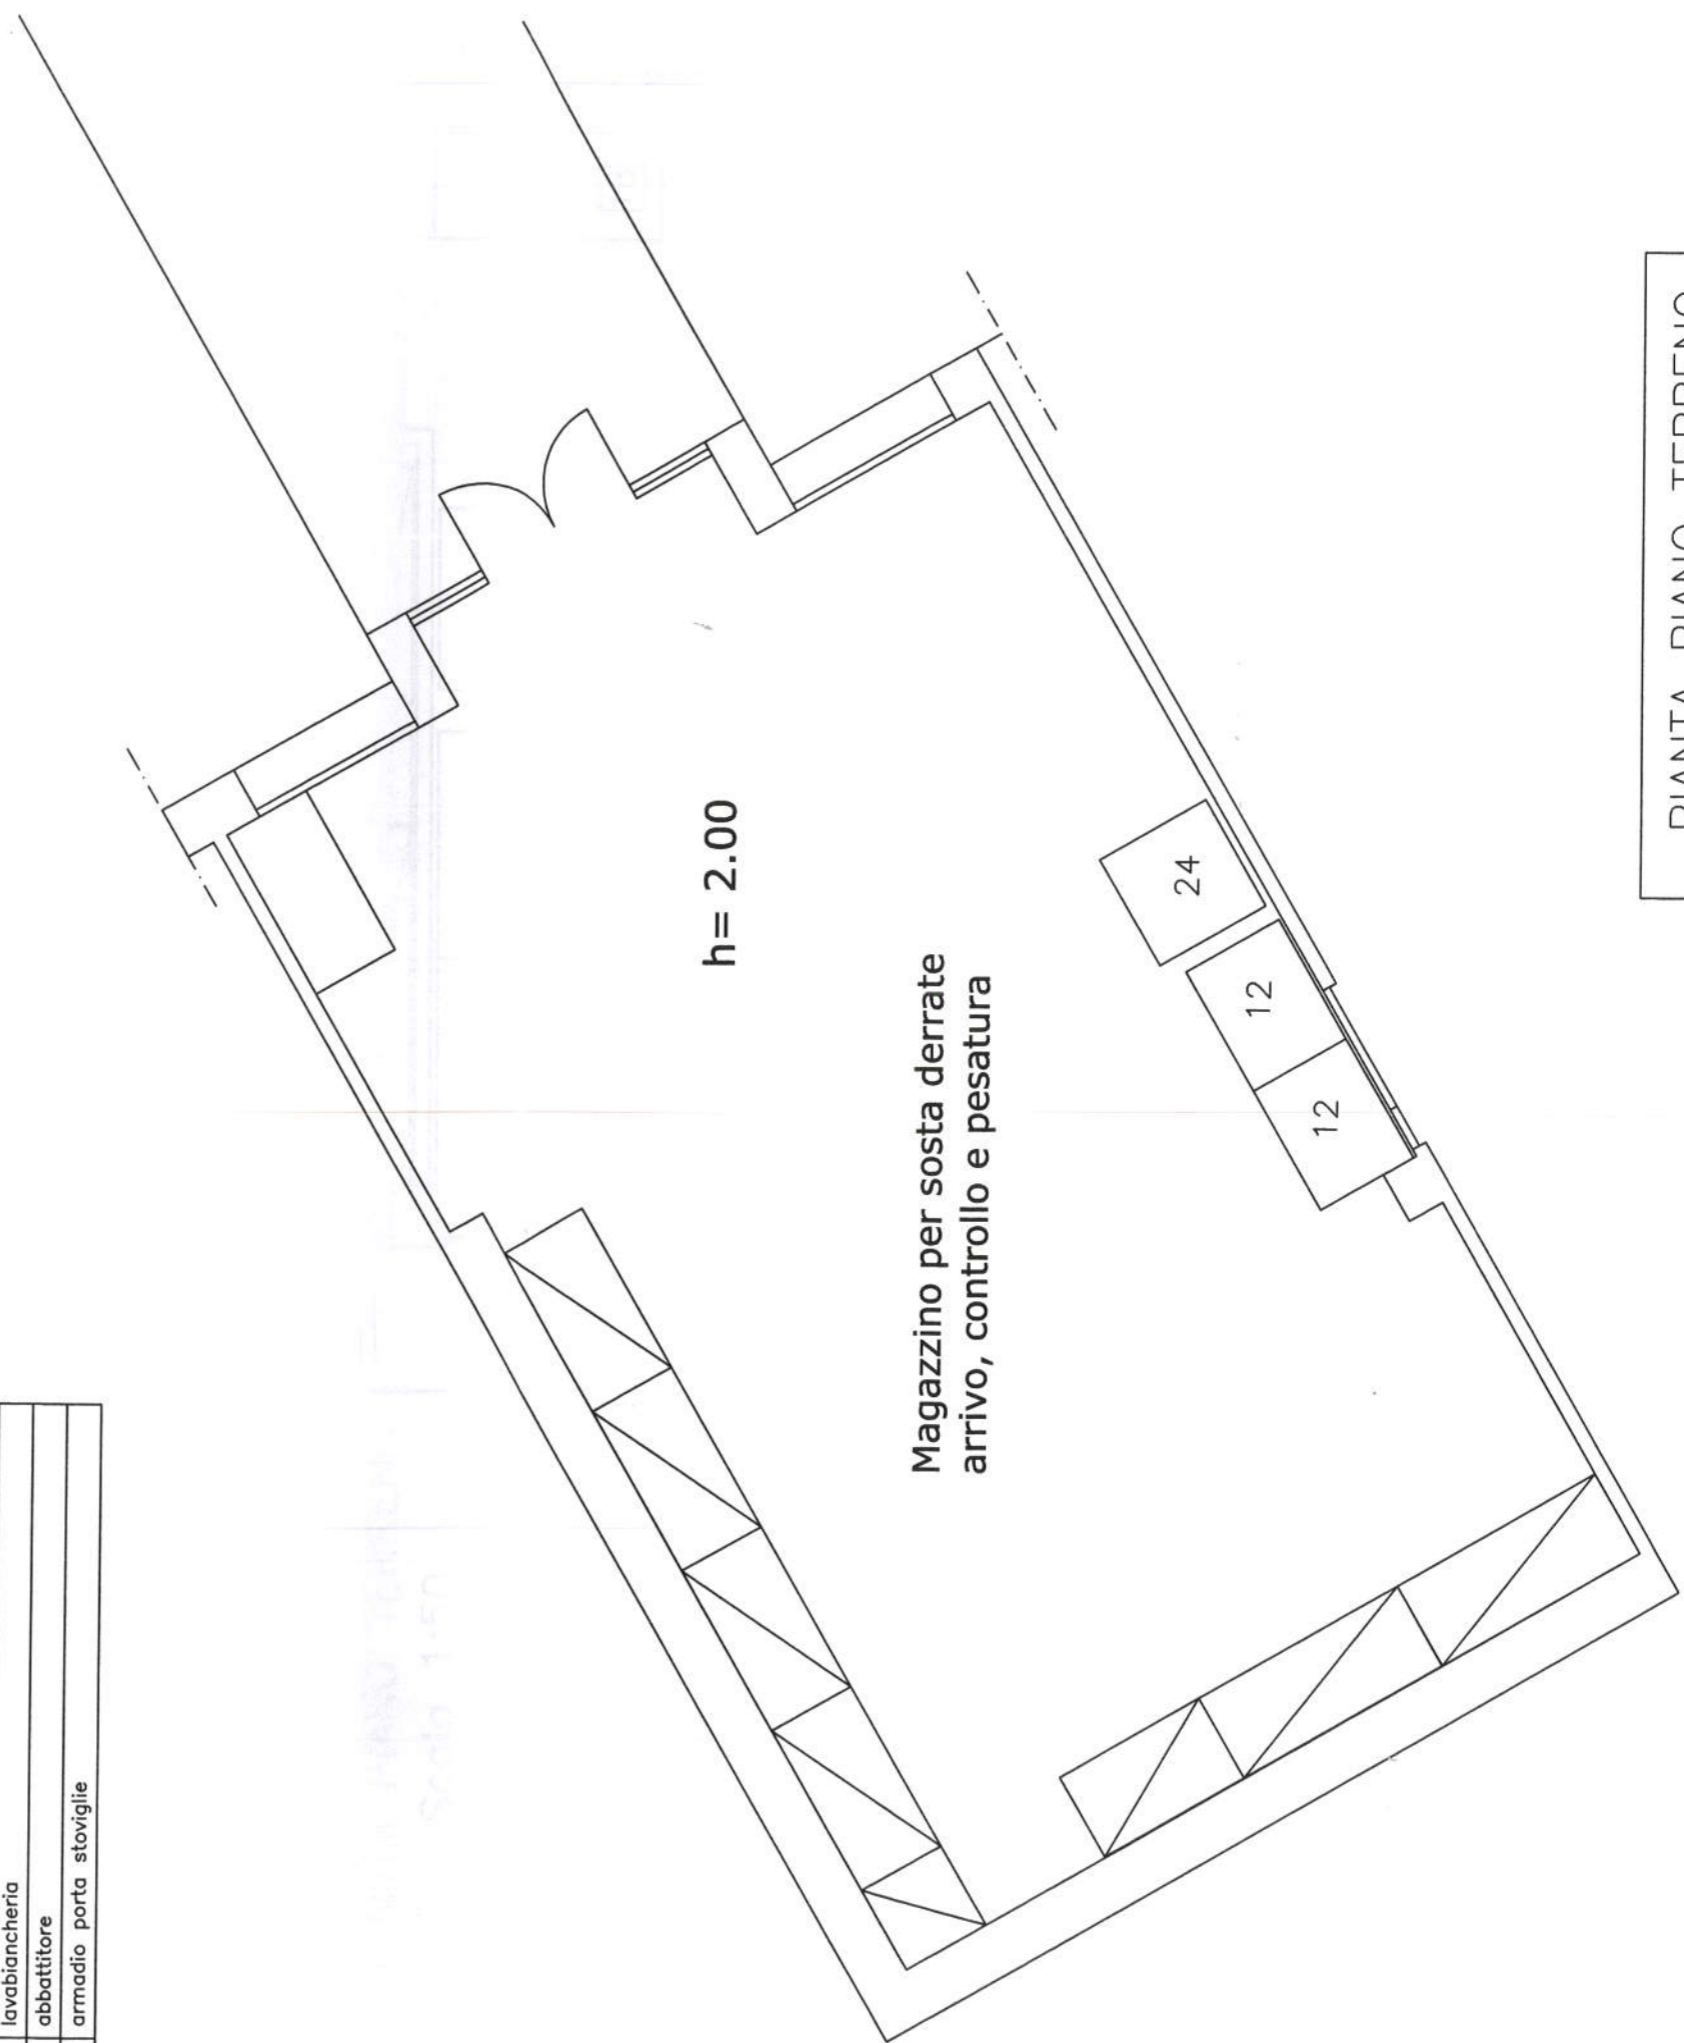 lavabiancheria
abbattitore
armadio porta stoviglie
h= 2.00
Magazzino per sosta derrate
arrivo, controllo e pesatura
24
12
12
PIANTA PIANO TERRENO